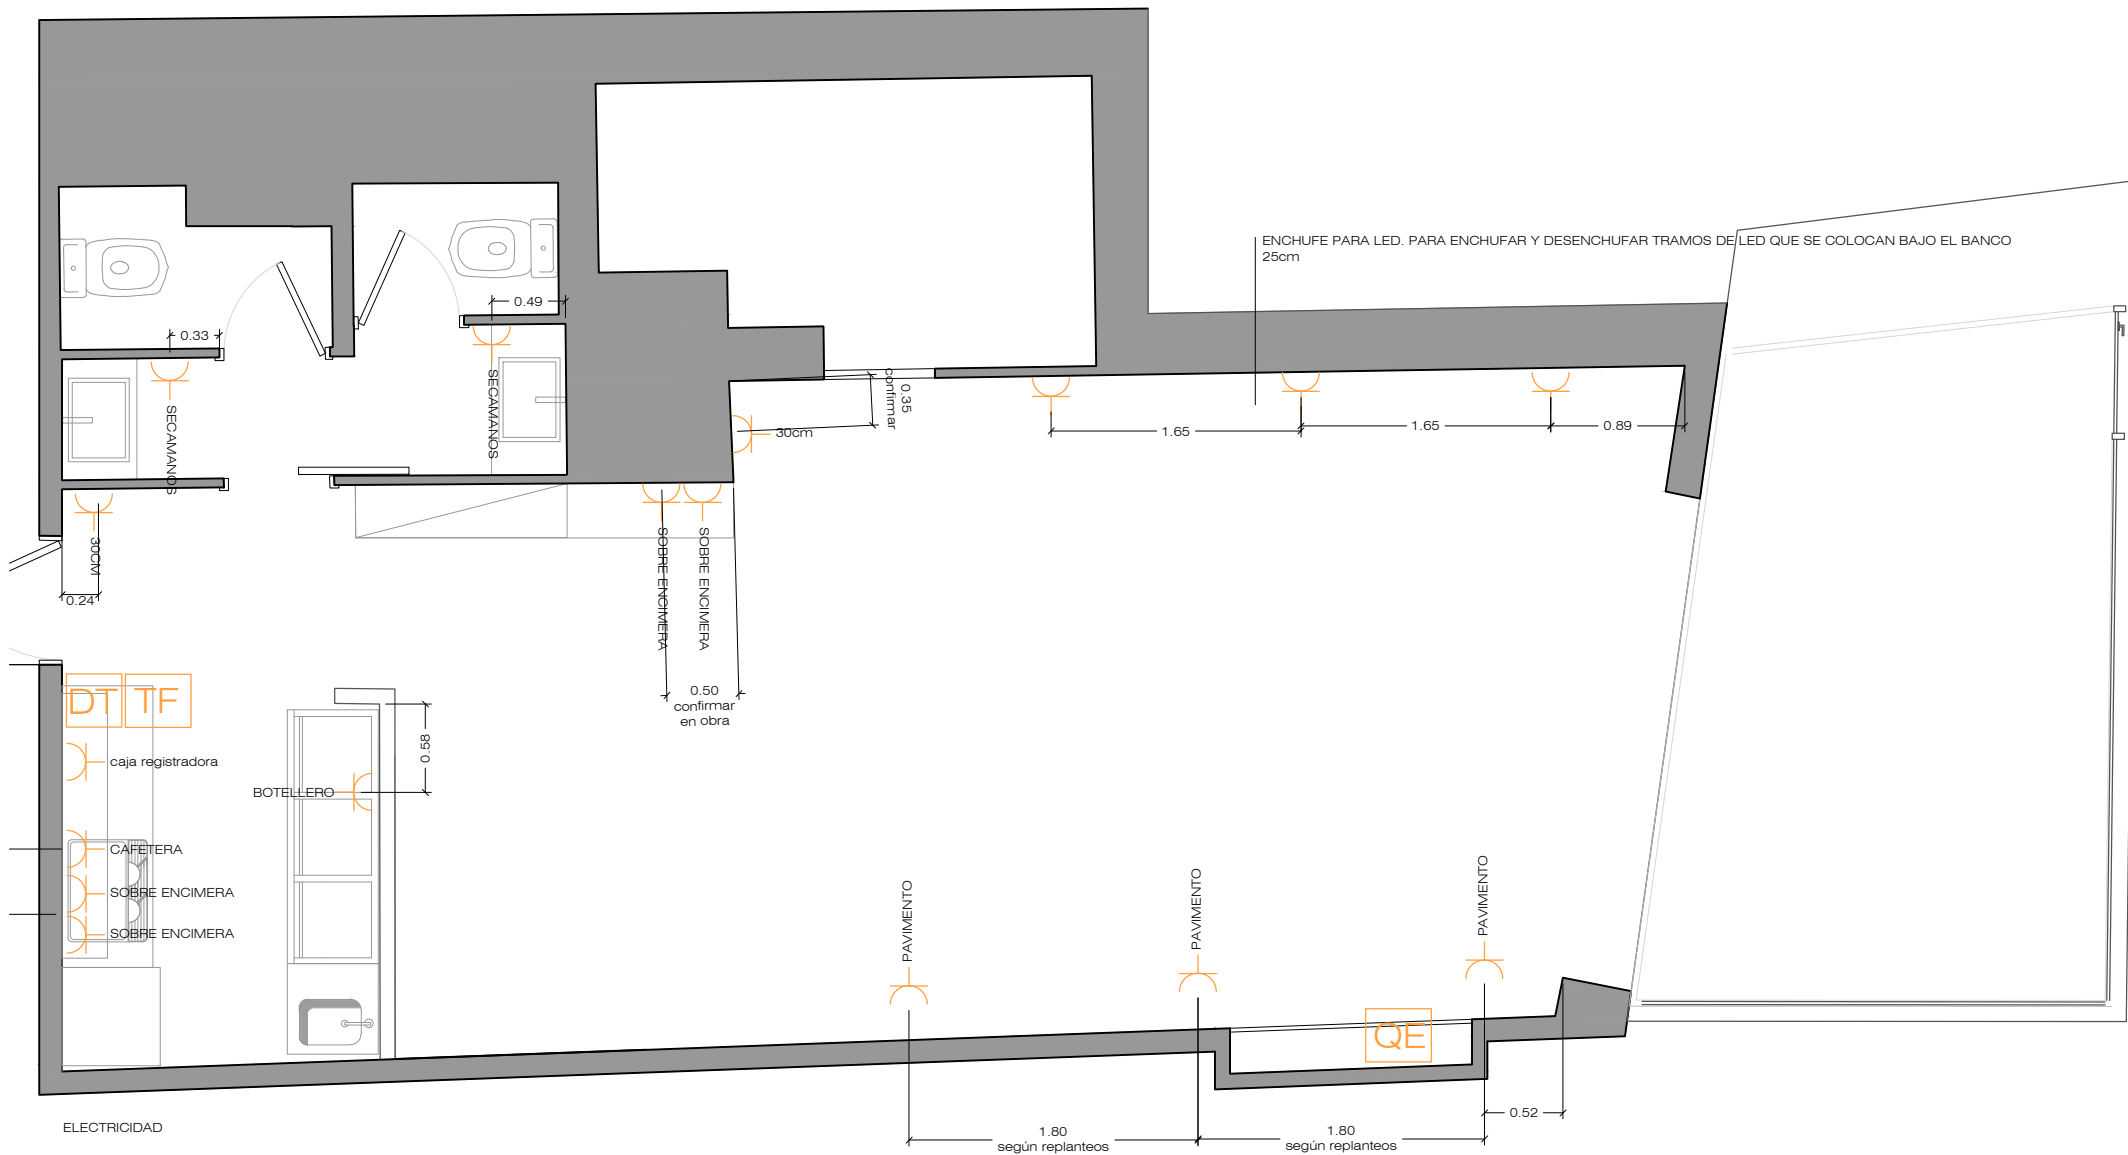 ENCHUFE PARA LED. PARA ENCHUFAR Y DESENCHUFAR TRAMOS DE LED QUE SE COLOCAN BAJO EL BANCO
25cm
0.49
0.33
SECAMANOS
SECAMANOS
0.35
confirmar
30cm
1.65
1.65
0.89
30CM
0.24
SOBRE ENCIMERA
SOBRE ENCIMERA
0.50
confirmar
en obra
DT
TF
0.58
caja registradora
BOTELLERO
CAFETERA
SOBRE ENCIMERA
SOBRE ENCIMERA
PAVIMENTO
PAVIMENTO
PAVIMENTO
QE
0.52
1.80
según replanteos
1.80
según replanteos
ELECTRICIDAD